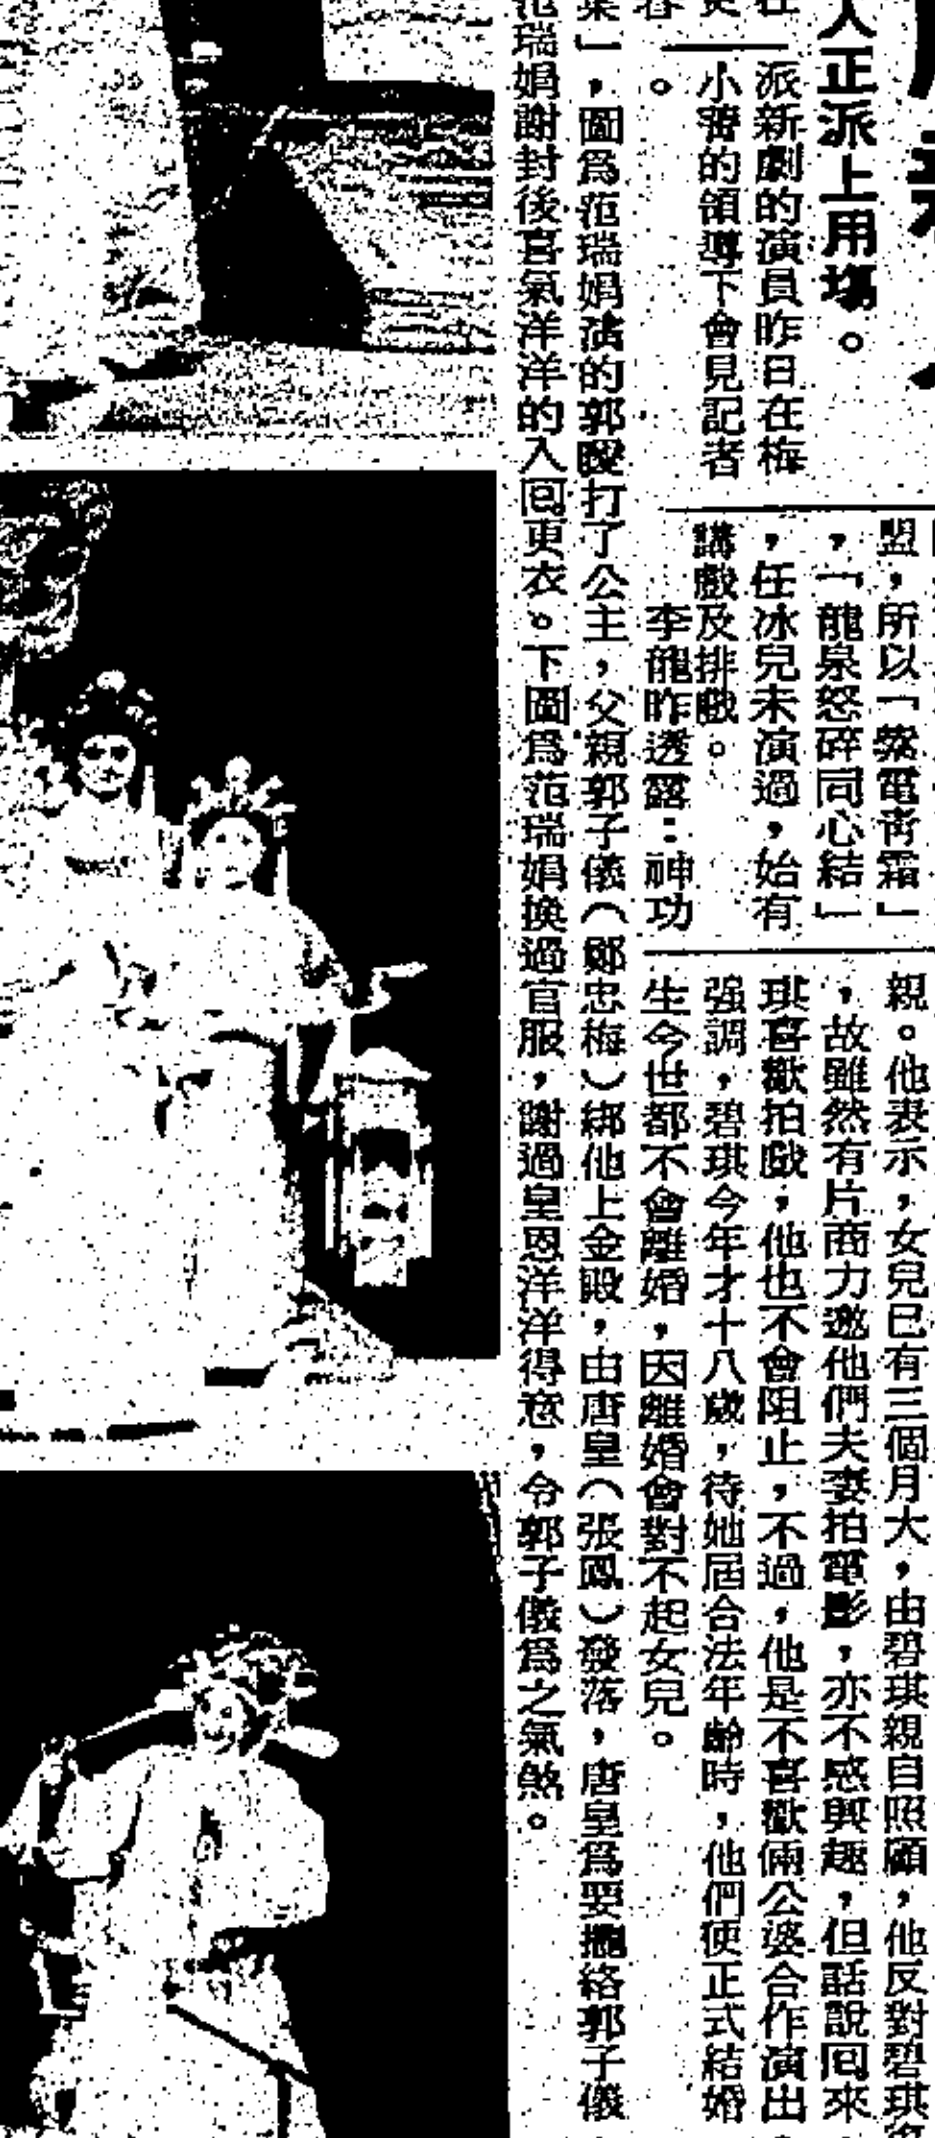 人正派上用場。
在
派新劇的演員昨日在梅
小鶯的領導下會見記者
。
盟，所以「紫電青霜」
，「龍泉怒碎同心結」
，任冰兒未演過，始有
講戲及排戲。
李龍昨透露：神功
親。他表示，女兒已有三個月大，由碧琪親自照顧，他反對碧琪
，故雖然有片商力邀他們夫妻拍電影，亦不感興趣，但話說回來
琪喜歡拍戲，他也不會阻止，不過，他是不喜歡倆公婆合作演出
強調，碧琪今年才十八歲，待她屆合法年齡時，他們便正式結婚
生今世都不會離婚，因離婚會對不起女兒。
」，圖為范瑞娟演的郭曖打了公主，父親郭子儀（鄭忠梅）綁他上金殿，由唐皇（張鳳）發落，唐皇為要攏絡郭子儀
范瑞娟謝封後喜氣洋洋的入回更衣。下圖為范瑞娟換過官服，謝過皇恩洋洋得意，令郭子儀為之氣煞。